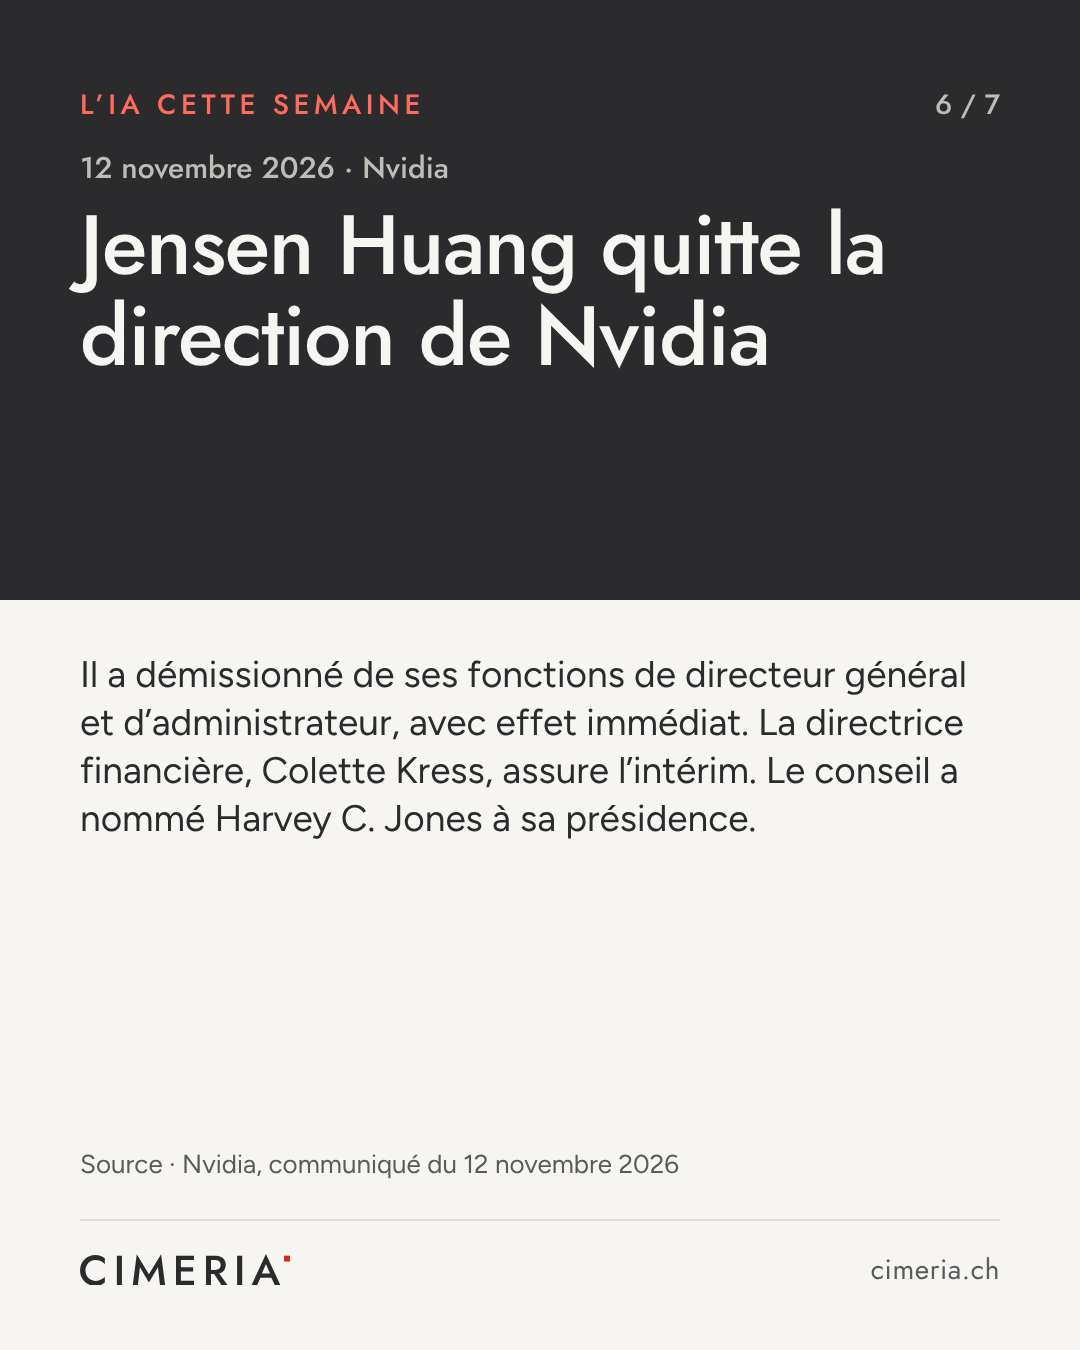 L’IA CETTE SEMAINE
6 / 7
12 novembre 2026 · Nvidia
Jensen Huang quitte la
direction de Nvidia
Il a démissionné de ses fonctions de directeur général
et d’administrateur, avec effet immédiat. La directrice
financière, Colette Kress, assure l’intérim. Le conseil a
nommé Harvey C. Jones à sa présidence.
Source · Nvidia, communiqué du 12 novembre 2026
CIMERIA
cimeria.ch